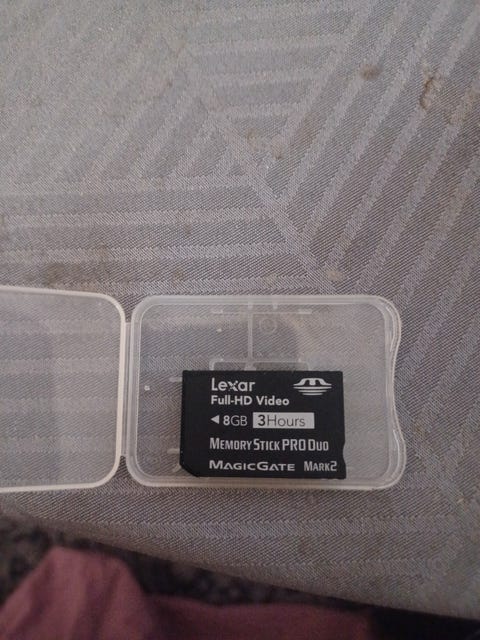 Lexar
Full-HD Video
◀ 8GB 3Hours
MEMORY STICK PRO DUO
MAGICGATE MARK2